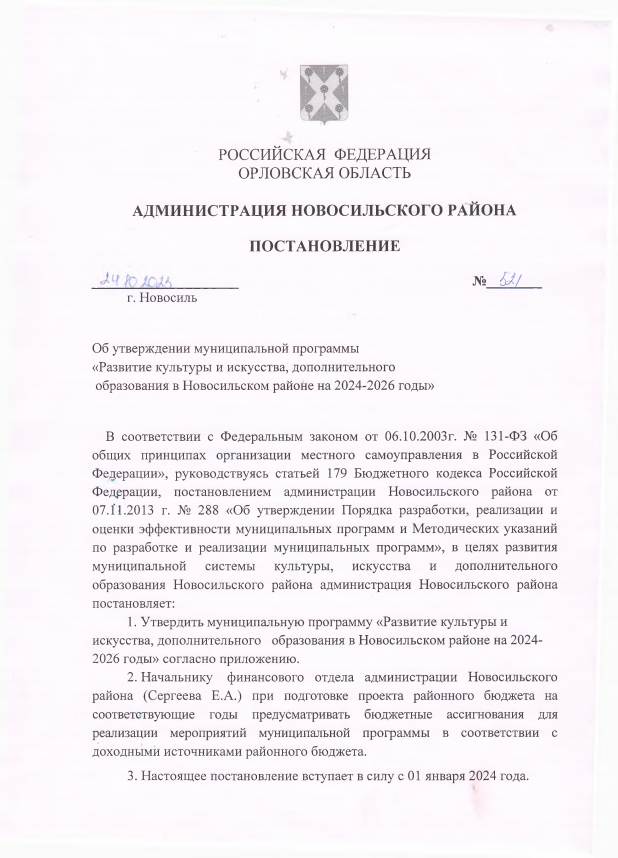 РОССИЙСКАЯ ФЕДЕРАЦИЯ
ОРЛОВСКАЯ ОБЛАСТЬ
АДМИНИСТРАЦИЯ НОВОСИЛЬСКОГО РАЙОНА
ПОСТАНОВЛЕНИЕ
24.10.2023 № 521
г. Новосиль
Об утверждении муниципальной программы
«Развитие культуры и искусства, дополнительного
образования в Новосильском районе на 2024-2026 годы»
В соответствии с Федеральным законом от 06.10.2003г. № 131-ФЗ «Об
общих принципах организации местного самоуправления в Российской
Федерации», руководствуясь статьей 179 Бюджетного кодекса Российской
Федерации, постановлением администрации Новосильского района от
07.11.2013 г. № 288 «Об утверждении Порядка разработки, реализации и
оценки эффективности муниципальных программ и Методических указаний
по разработке и реализации муниципальных программ», в целях развития
муниципальной системы культуры, искусства и дополнительного
образования Новосильского района администрация Новосильского района
постановляет:
1. Утвердить муниципальную программу «Развитие культуры и
искусства, дополнительного образования в Новосильском районе на 2024-
2026 годы» согласно приложению.
2. Начальнику финансового отдела администрации Новосильского
района (Сергеева Е.А.) при подготовке проекта районного бюджета на
соответствующие годы предусматривать бюджетные ассигнования для
реализации мероприятий муниципальной программы в соответствии с
доходными источниками районного бюджета.
3. Настоящее постановление вступает в силу с 01 января 2024 года.